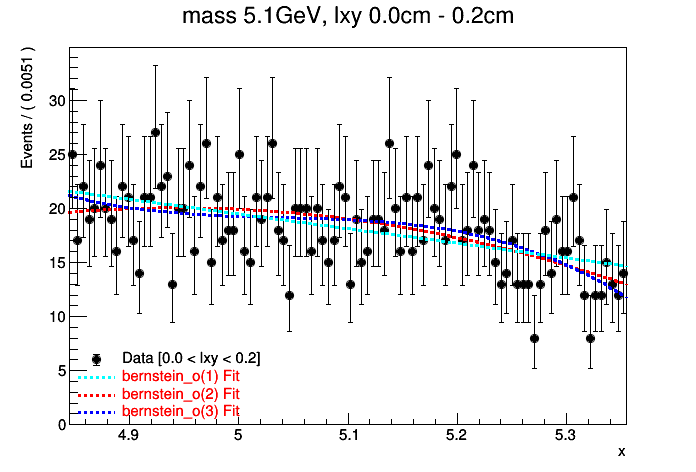 mass 5.1GeV, lxy 0.0cm - 0.2cm
Events / ( 0.0051 )
30
25
20
15
10
5
0
Data [0.0 < lxy < 0.2]
bernstein_o(1) Fit
bernstein_o(2) Fit
bernstein_o(3) Fit
4.9 5 5.1 5.2 5.3
x